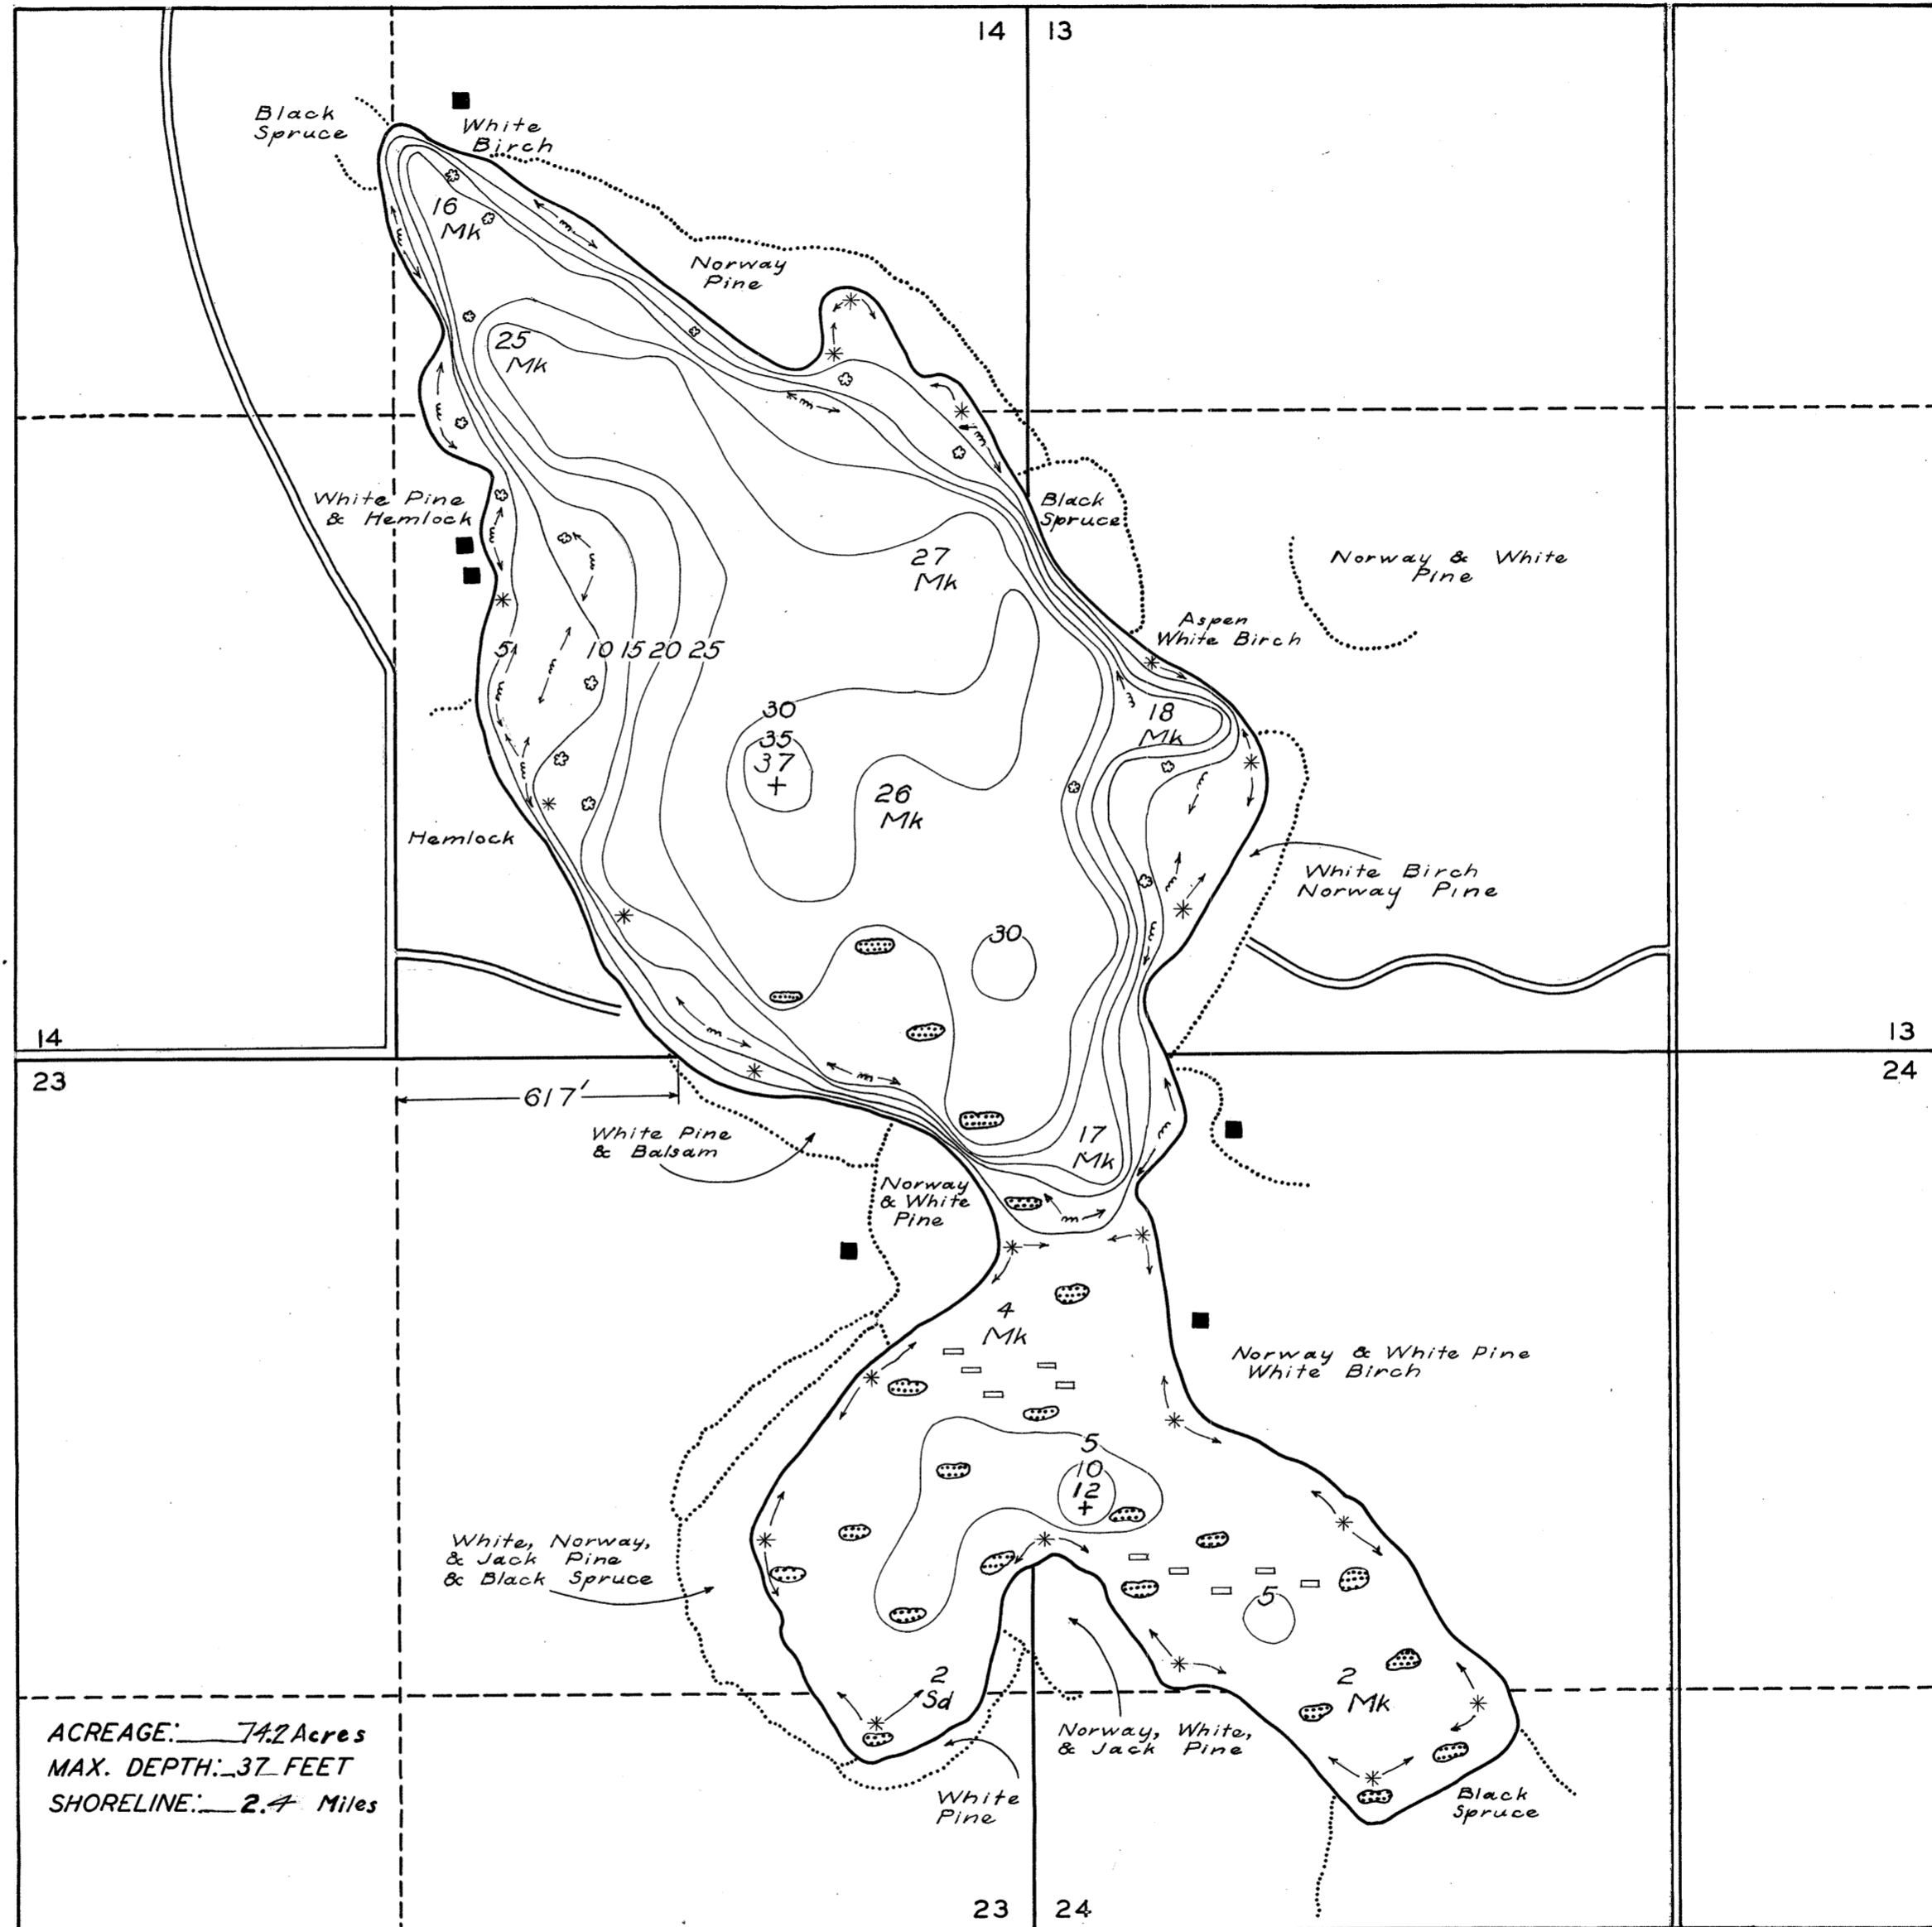 14 13
Black
Spruce
White
Birch
16
Mk
Norway
Pine
25
Mk
White Pine
& Hemlock
Black
Spruce
27
Mk
Norway & White
Pine
Aspen
White Birch
5 10 15 20 25
30
35
37
18
Mk
26
Mk
Hemlock
White Birch
Norway Pine
30
14
13
23
24
617'
White Pine
& Balsam
17
Mk
Norway
& White
Pine
4
Mk
Norway & White Pine
White Birch
5
10
12
White, Norway,
& Jack Pine
& Black Spruce
5
2
Sd
2
Mk
Norway, White,
& Jack Pine
ACREAGE: 74.2 Acres
MAX. DEPTH: 37 FEET
SHORELINE: 2.4 Miles
White
Pine
Black
Spruce
23 24